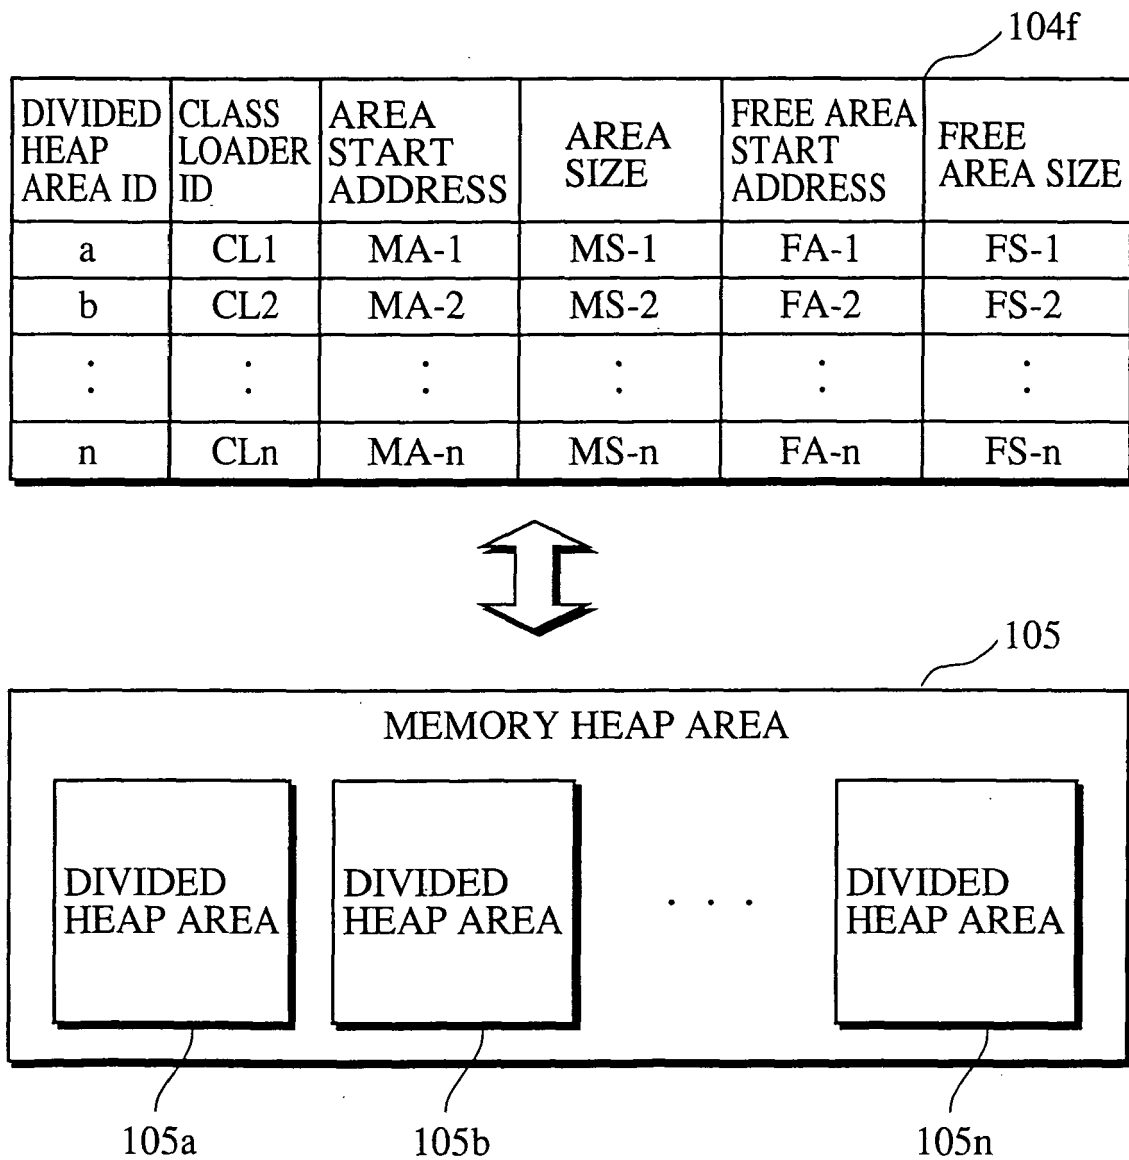 104f
DIVIDED HEAP AREA ID CLASS LOADER ID AREA START ADDRESS AREA SIZE FREE AREA START ADDRESS FREE AREA SIZE
a CL1 MA-1 MS-1 FA-1 FS-1
b CL2 MA-2 MS-2 FA-2 FS-2
: : : : : :
n CLn MA-n MS-n FA-n FS-n
105
MEMORY HEAP AREA
DIVIDED HEAP AREA DIVIDED HEAP AREA . . . DIVIDED HEAP AREA
105a 105b 105n